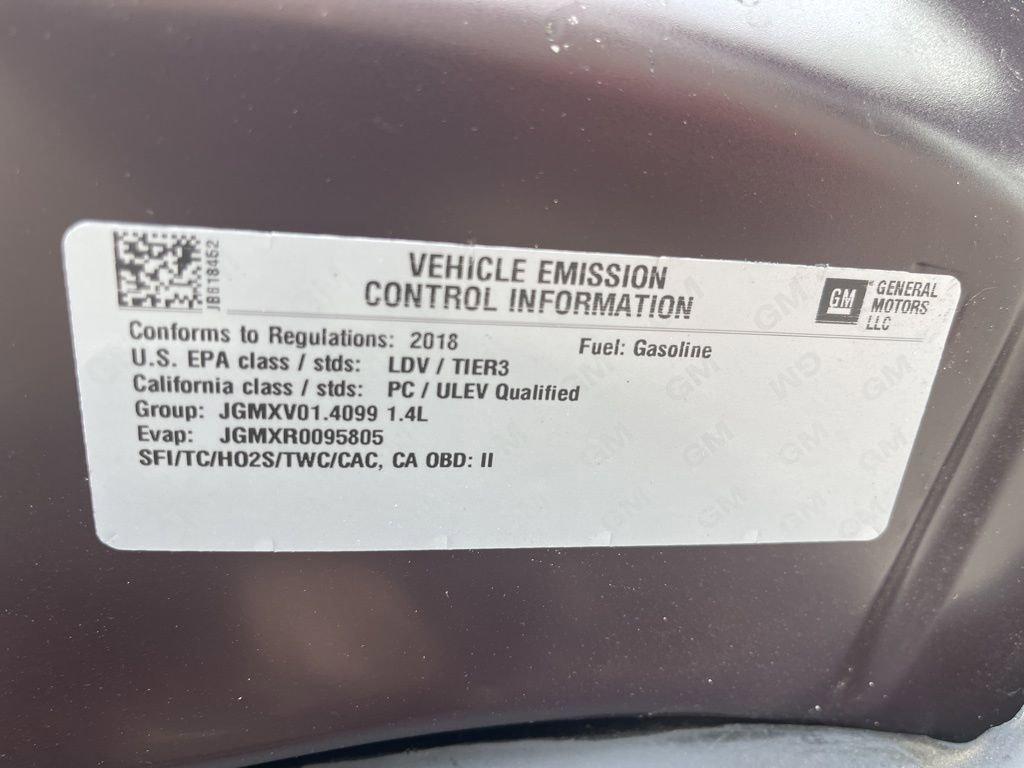 JB618452
VEHICLE EMISSION
CONTROL INFORMATION
GM
GENERAL
MOTORS
LLC
Conforms to Regulations: 2018
Fuel: Gasoline
U.S. EPA class / stds: LDV / TIER3
California class / stds: PC / ULEV Qualified
Group: JGMXV01.4099 1.4L
Evap: JGMXR0095805
SFI/TC/HO2S/TWC/CAC, CA OBD: II